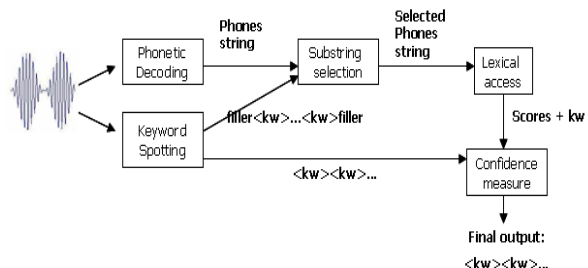 Phones
string
Selected
Phones
string
Phonetic
Decoding
Substring
selection
Lexical
access
filler<kw>...<kw>filler
Scores + kw
Keyword
Spotting
<kw><kw>...
Confidence
measure
Final output:
<kw><kw>...